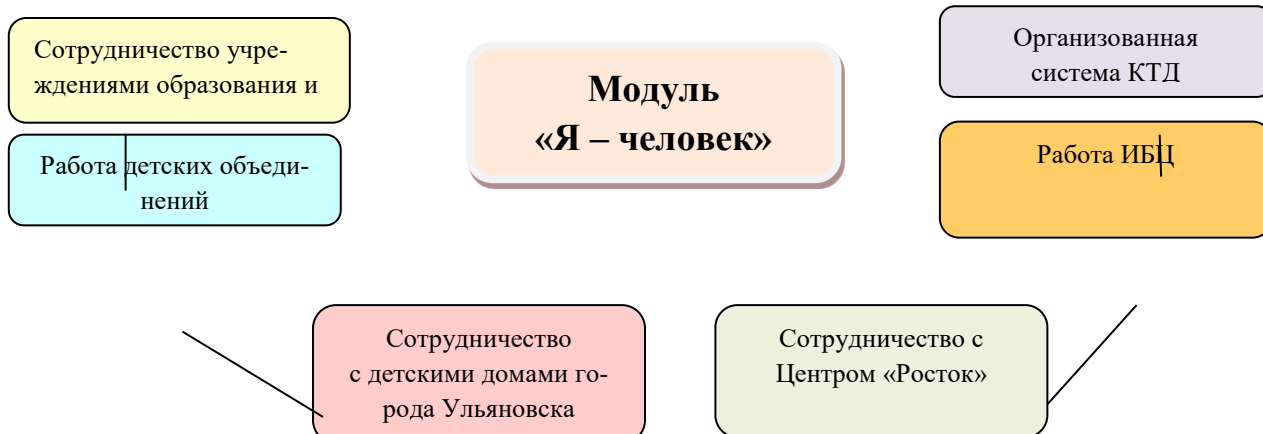 Сотрудничество учре-
ждениями образования и
Модуль
«Я – человек»
Организованная
система КТД
Работа детских объеди-
нений
Работа ИБЦ
Сотрудничество
с детскими домами го-
рода Ульяновска
Сотрудничество с
Центром «Росток»